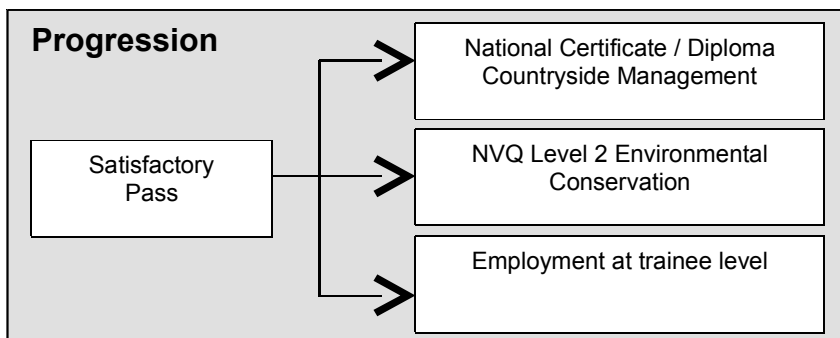 Progression
Satisfactory
Pass
National Certificate / Diploma
Countryside Management
NVQ Level 2 Environmental
Conservation
Employment at trainee level